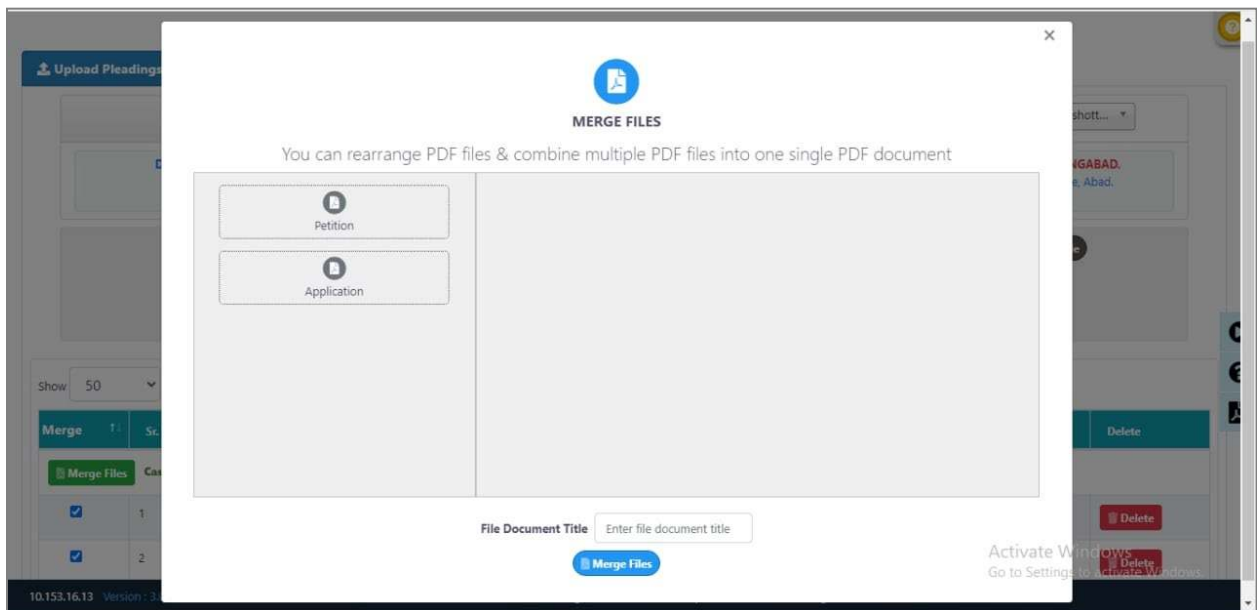 ×
Upload Pleadings
MERGE FILES
shott...
You can rearrange PDF files & combine multiple PDF files into one single PDF document
NGABAD.
e, Abad.
Petition
Application
Show 50
Merge Sr. Delete
Merge Files Cas
1 Delete
File Document Title Enter file document title
2 Delete
Merge Files
Activate Windows
Go to Settings to activate Windows.
10.153.16.13 Version : 3.